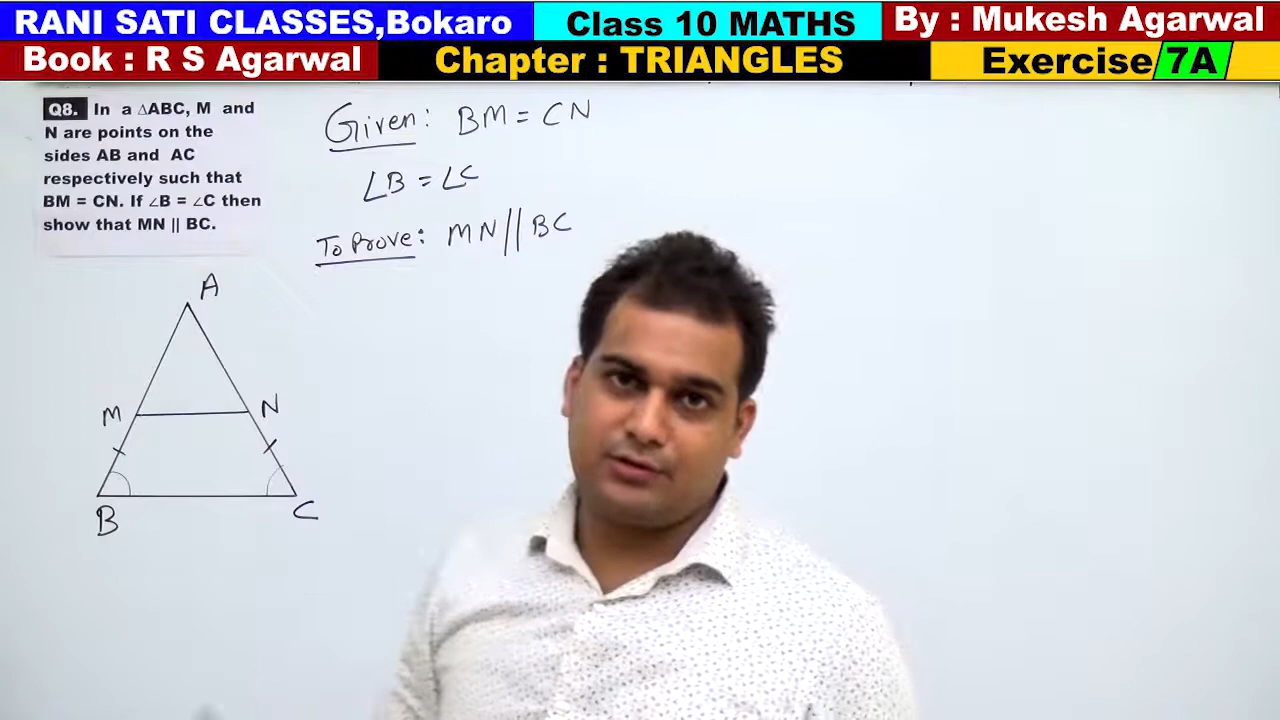 RANI SATI CLASSES,Bokaro
Class 10 MATHS
By : Mukesh Agarwal
Book : R S Agarwal
Chapter : TRIANGLES
Exercise 7A
Q8. In a △ABC, M and
N are points on the
sides AB and AC
respectively such that
BM = CN. If ∠B = ∠C then
show that MN || BC.
Given: BM = CN
∠B = ∠C
To Prove: MN || BC
A
M
N
B
C